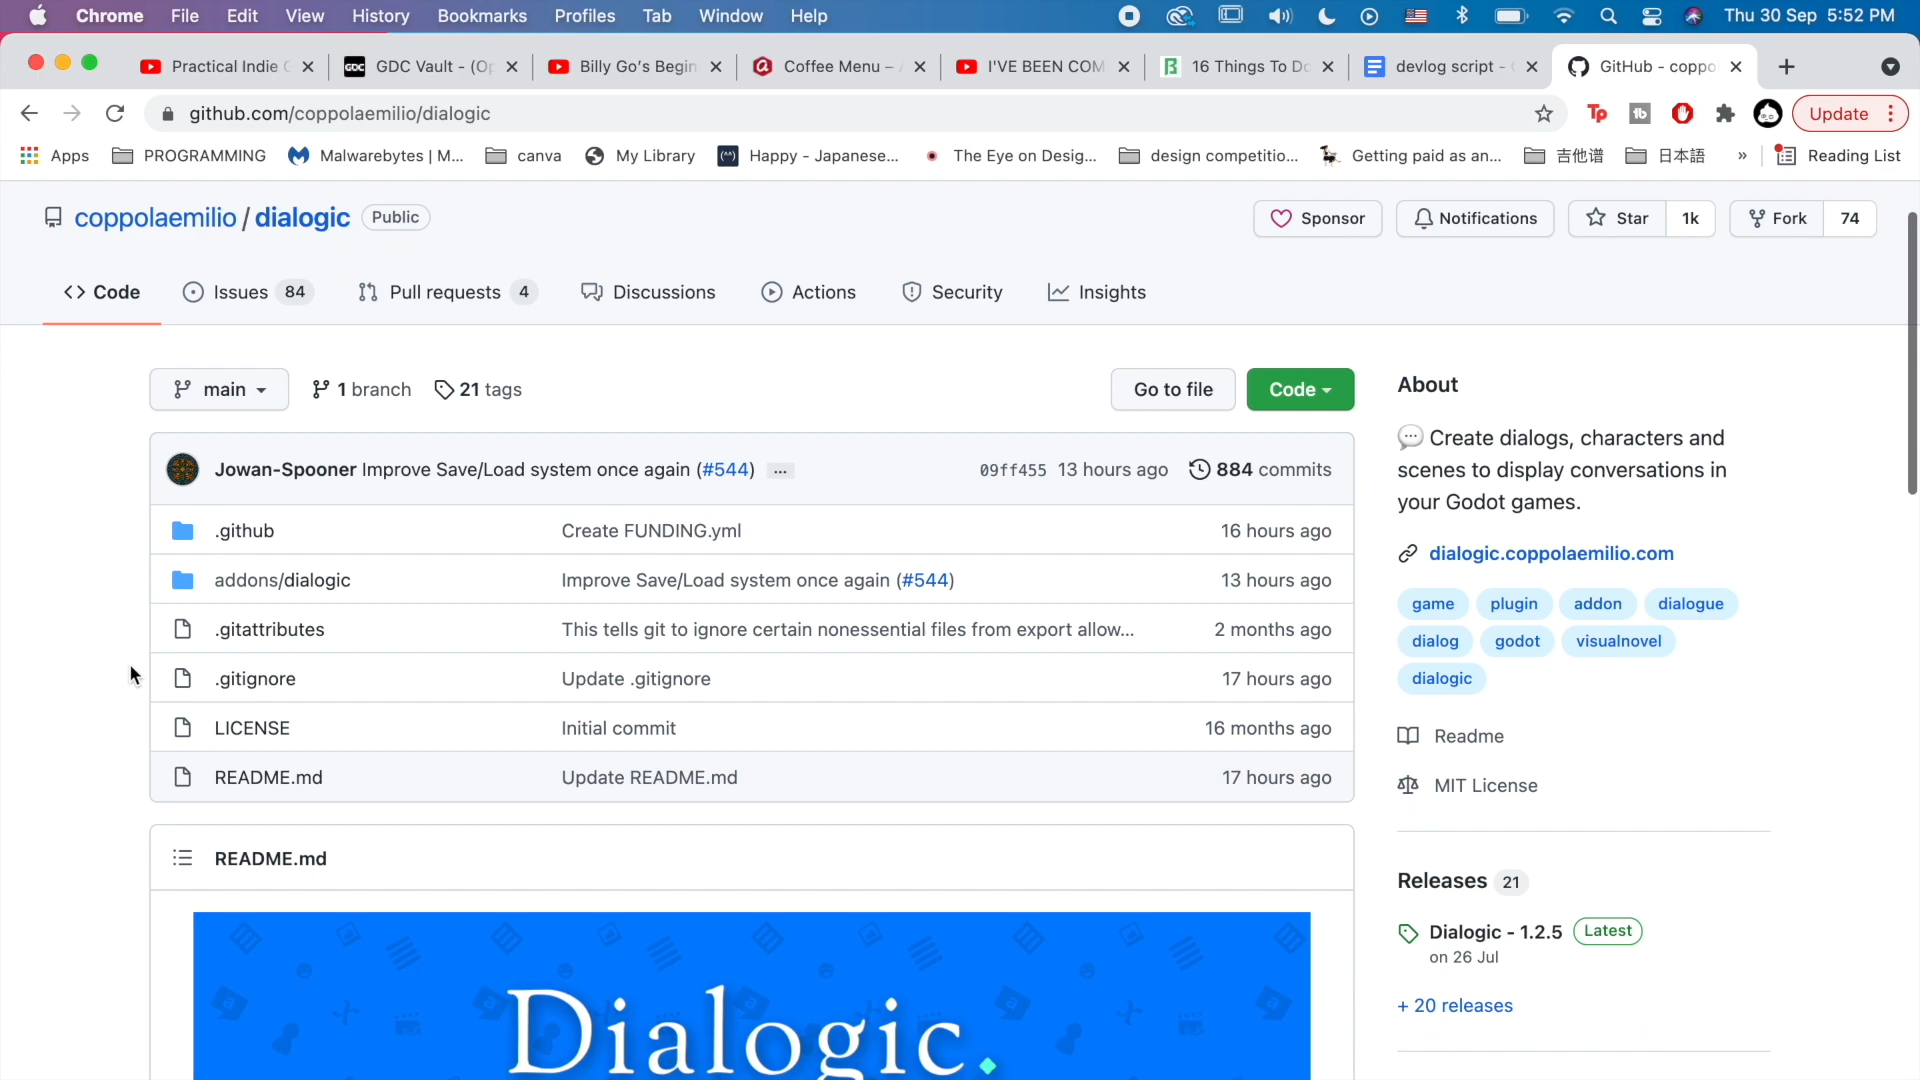 Chrome File Edit View History Bookmarks Profiles Tab Window Help Thu 30 Sep 5:52 PM
Practical Indie GDC Vault - (Op Billy Go's Begin Coffee Menu – I'VE BEEN COM 16 Things To Do devlog script - GitHub - coppo
github.com/coppolaemilio/dialogic Tp tb Update
Apps PROGRAMMING Malwarebytes | M... canva My Library Happy - Japanese... The Eye on Desig... design competitio... Getting paid as an... 吉他谱 日本語 » Reading List
coppolaemilio / dialogic Public Sponsor Notifications Star 1k Fork 74
<> Code Issues 84 Pull requests 4 Discussions Actions Security Insights
main 1 branch 21 tags Go to file Code About
Jowan-Spooner Improve Save/Load system once again (#544) ... 09ff455 13 hours ago 884 commits
.github Create FUNDING.yml 16 hours ago
addons/dialogic Improve Save/Load system once again (#544) 13 hours ago
.gitattributes This tells git to ignore certain nonessential files from export allow... 2 months ago
.gitignore Update .gitignore 17 hours ago
LICENSE Initial commit 16 months ago
README.md Update README.md 17 hours ago
README.md
Dialogic.
Create dialogs, characters and
scenes to display conversations in
your Godot games.
dialogic.coppolaemilio.com
game plugin addon dialogue
dialog godot visualnovel
dialogic
Readme
MIT License
Releases 21
Dialogic - 1.2.5 Latest
on 26 Jul
+ 20 releases